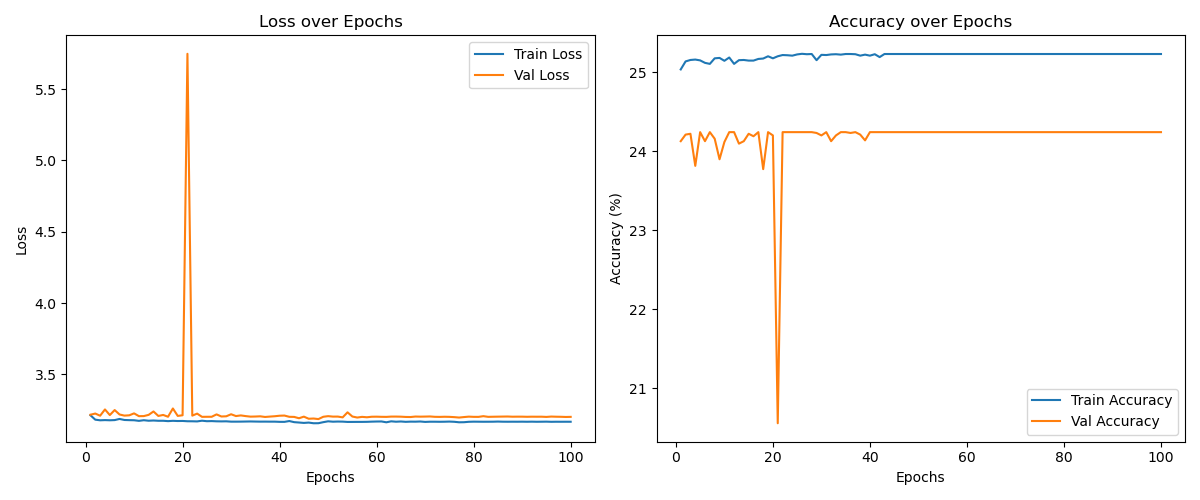 Loss over Epochs
Train Loss
Val Loss
5.5
5.0
4.5
4.0
3.5
Loss
0
20
40
60
80
100
Epochs
Accuracy over Epochs
25
24
23
22
21
Accuracy (%)
Train Accuracy
Val Accuracy
0
20
40
60
80
100
Epochs